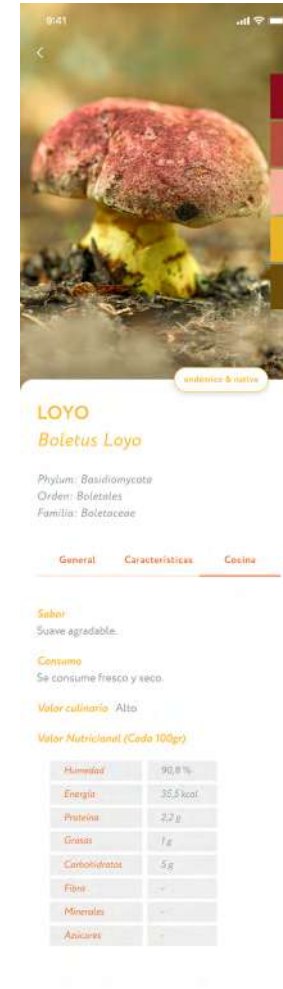 9:41
endémico & nativo
LOYO
Boletus Loyo
Phylum: Basidiomycota
Orden: Boletales
Familia: Boletaceae
General Características Cocina
Sabor
Suave agradable.
Consumo
Se consume fresco y seco.
Valor culinario Alto
Valor Nutricional (Cada 100gr)
Humedad 90,8 %
Energía 35,5 kcal
Proteína 2,2 g
Grasas 1 g
Carbohidratos 5 g
Fibra -
Minerales -
Azúcares -